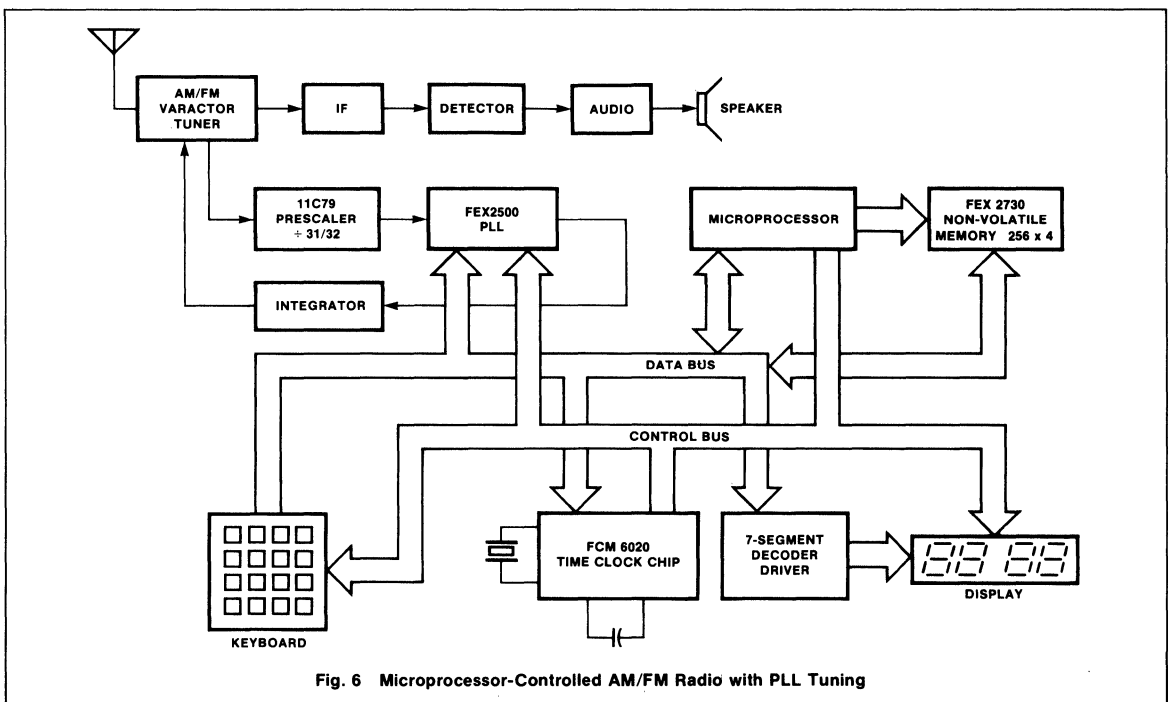 AM/FM
VARACTOR
TUNER
IF
DETECTOR
AUDIO
SPEAKER
11C79
PRESCALER
÷ 31/32
FEX2500
PLL
MICROPROCESSOR
FEX 2730
NON-VOLATILE
MEMORY 256 x 4
INTEGRATOR
DATA BUS
CONTROL BUS
FCM 6020
TIME CLOCK CHIP
7-SEGMENT
DECODER
DRIVER
88 88
DISPLAY
KEYBOARD
Fig. 6 Microprocessor-Controlled AM/FM Radio with PLL Tuning